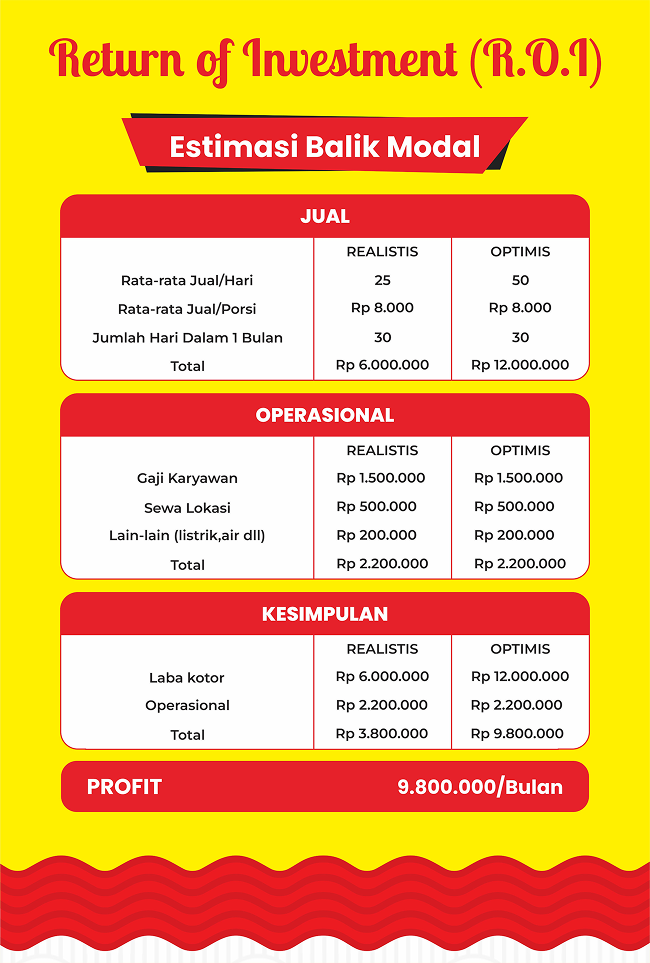 Return of Investment (R.O.I)
Estimasi Balik Modal
JUAL
REALISTIS OPTIMIS
Rata-rata Jual/Hari 25 50
Rata-rata Jual/Porsi Rp 8.000 Rp 8.000
Jumlah Hari Dalam 1 Bulan 30 30
Total Rp 6.000.000 Rp 12.000.000
OPERASIONAL
REALISTIS OPTIMIS
Gaji Karyawan Rp 1.500.000 Rp 1.500.000
Sewa Lokasi Rp 500.000 Rp 500.000
Lain-lain (listrik,air dll) Rp 200.000 Rp 200.000
Total Rp 2.200.000 Rp 2.200.000
KESIMPULAN
REALISTIS OPTIMIS
Laba kotor Rp 6.000.000 Rp 12.000.000
Operasional Rp 2.200.000 Rp 2.200.000
Total Rp 3.800.000 Rp 9.800.000
PROFIT 9.800.000/Bulan